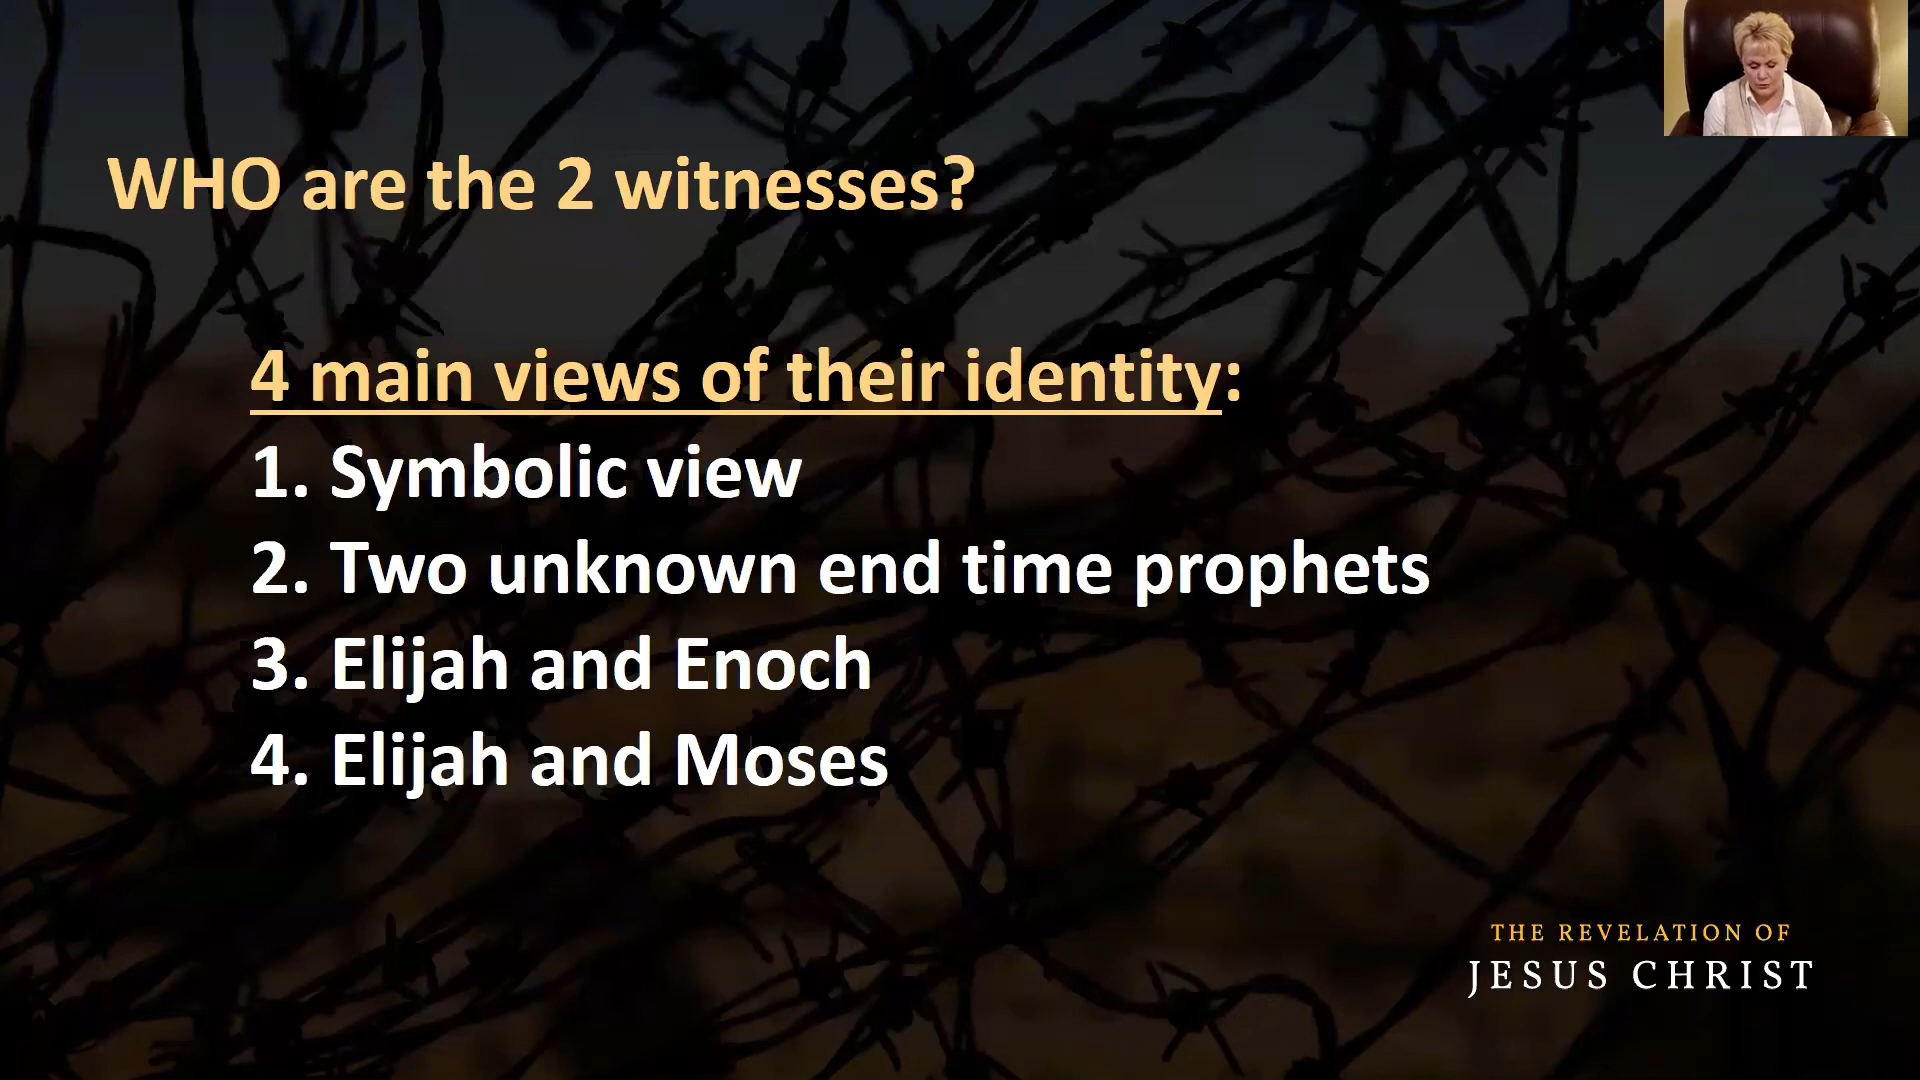 WHO are the 2 witnesses?
4 main views of their identity:
1. Symbolic view
2. Two unknown end time prophets
3. Elijah and Enoch
4. Elijah and Moses
THE REVELATION OF
JESUS CHRIST